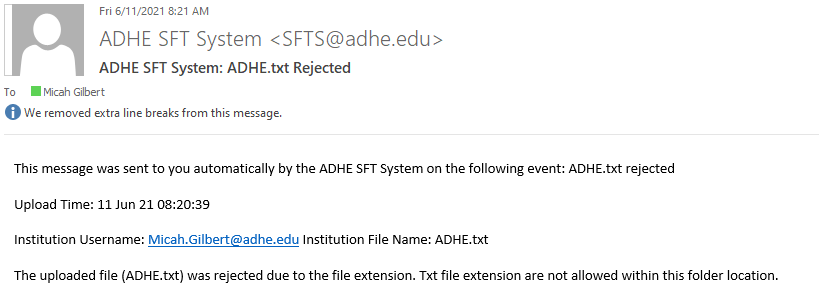 Fri 6/11/2021 8:21 AM
ADHE SFT System <SFTS@adhe.edu>
ADHE SFT System: ADHE.txt Rejected
To Micah Gilbert
We removed extra line breaks from this message.
This message was sent to you automatically by the ADHE SFT System on the following event: ADHE.txt rejected
Upload Time: 11 Jun 21 08:20:39
Institution Username: Micah.Gilbert@adhe.edu Institution File Name: ADHE.txt
The uploaded file (ADHE.txt) was rejected due to the file extension. Txt file extension are not allowed within this folder location.